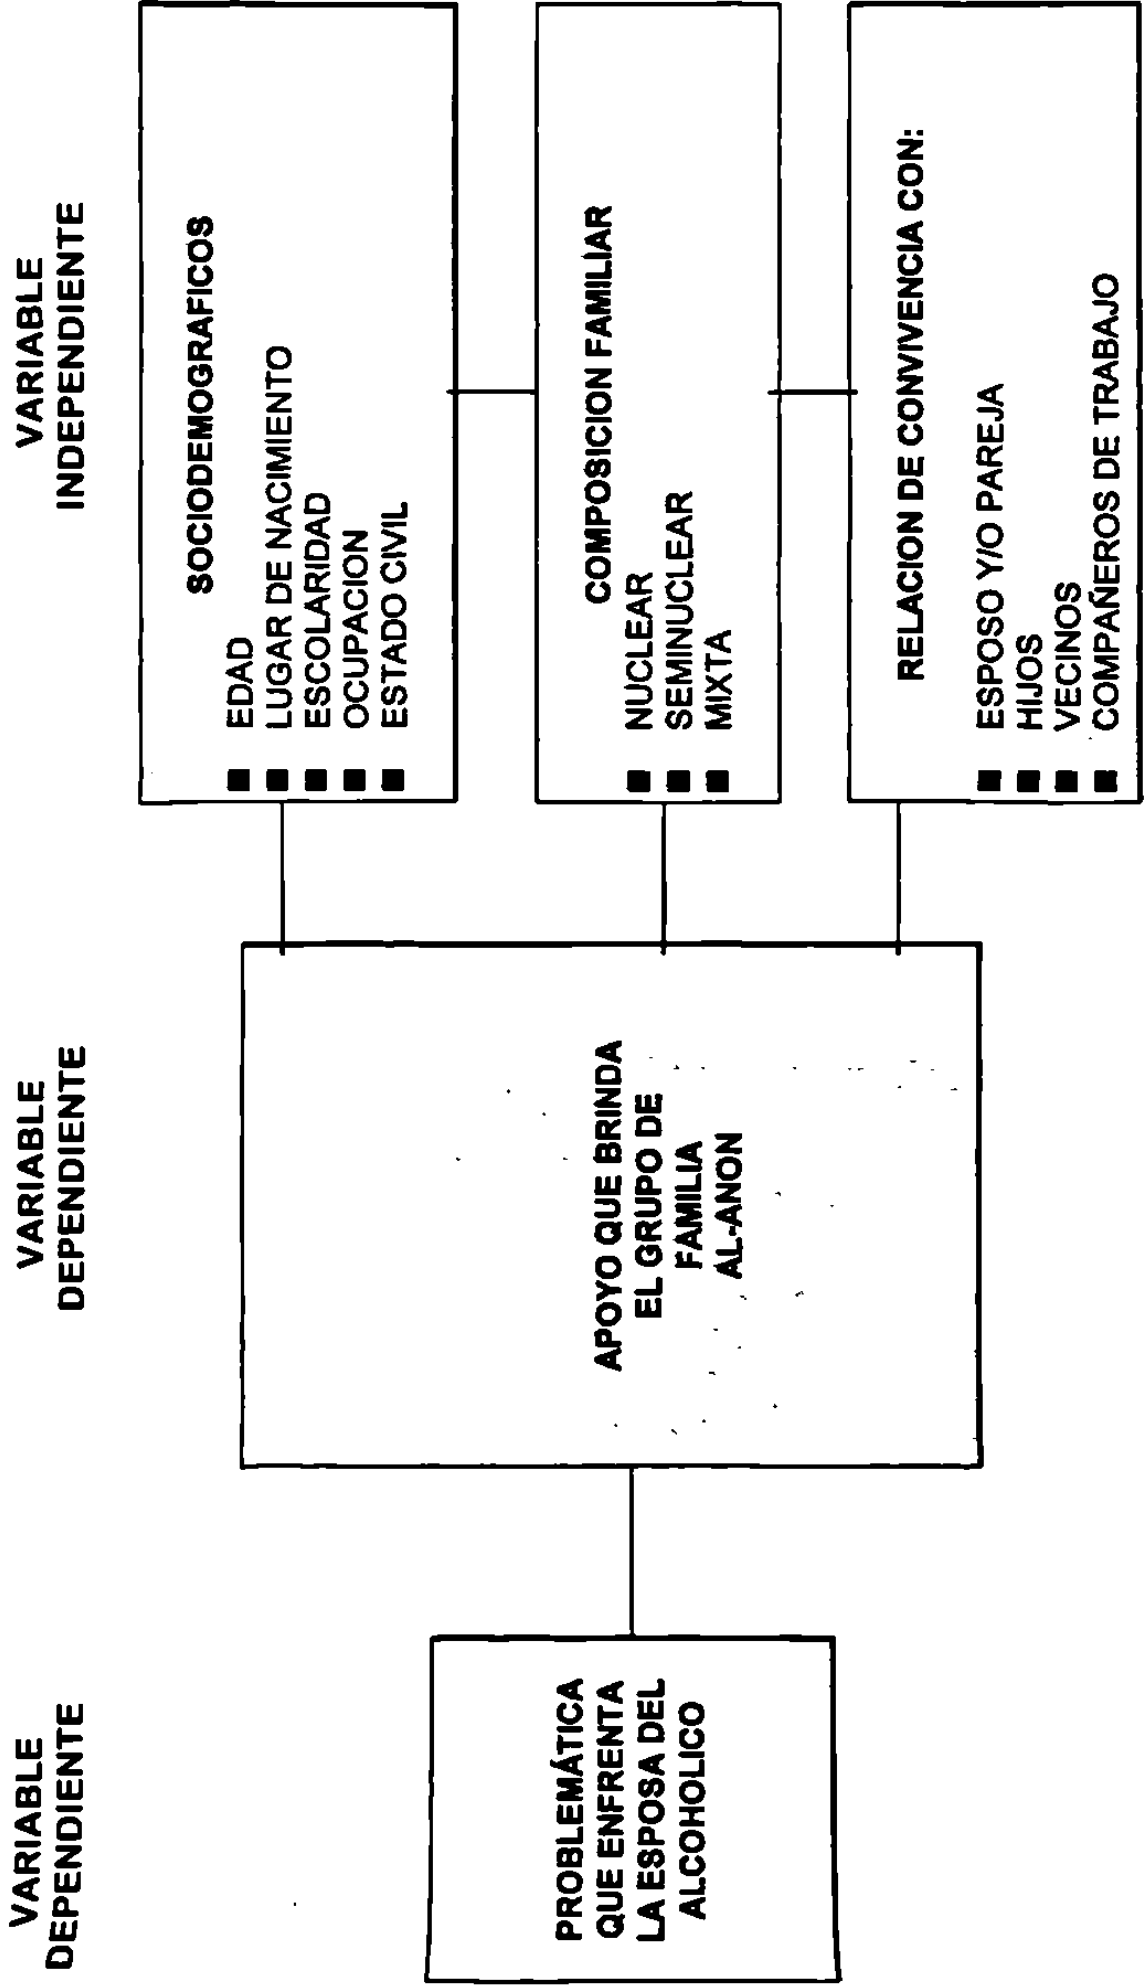 VARIABLE
DEPENDIENTE
PROBLEMÁTICA
QUE ENFRENTA
LA ESPOSA DEL
ALCOHOLICO
VARIABLE
DEPENDIENTE
APOYO QUE BRINDA
EL GRUPO DE
FAMILIA
AL-ANON
VARIABLE
INDEPENDIENTE
SOCIODEMOGRAFICOS
■ EDAD
■ LUGAR DE NACIMIENTO
■ ESCOLARIDAD
■ OCUPACION
■ ESTADO CIVIL
COMPOSICION FAMILIAR
■ NUCLEAR
■ SEMINUCLEAR
■ MIXTA
RELACION DE CONVIVENCIA CON:
■ ESPOSO Y/O PAREJA
■ HIJOS
■ VECINOS
■ COMPAÑEROS DE TRABAJO